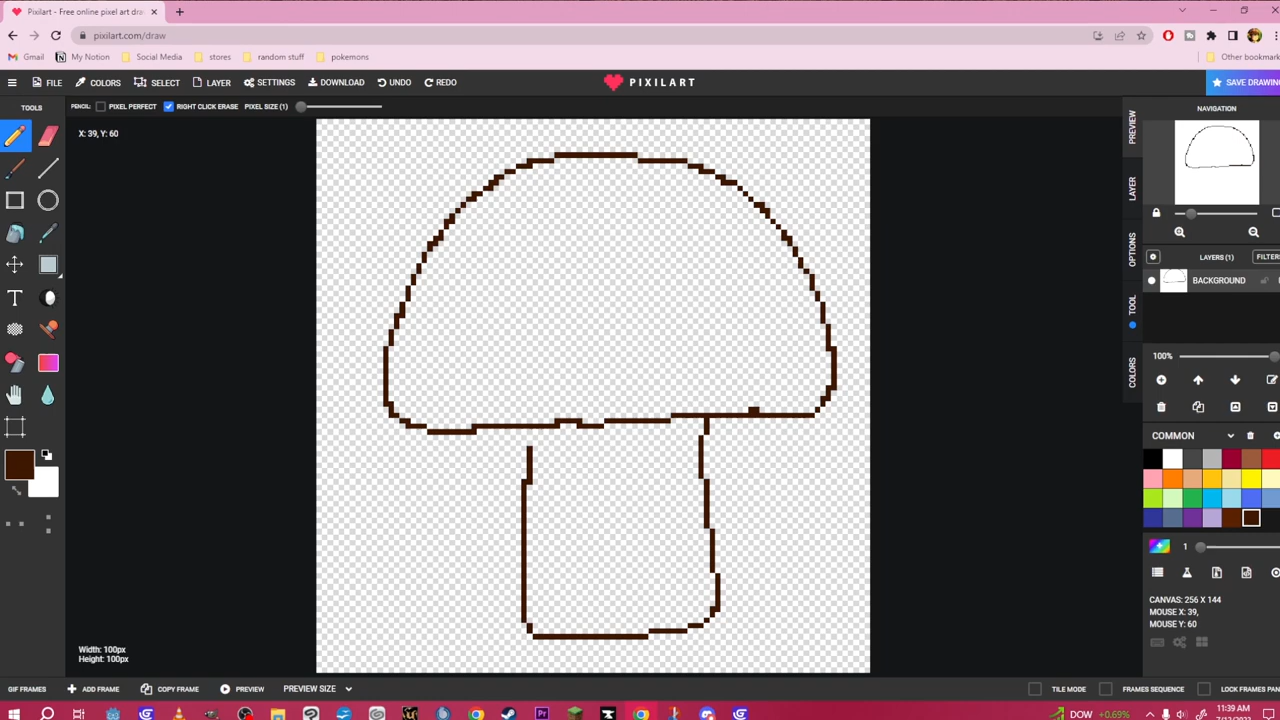 Pixilart - Free online pixel art dra
pixilart.com/draw
Gmail My Notion Social Media stores random stuff pokemons Other bookmark
FILE COLORS SELECT LAYER SETTINGS DOWNLOAD UNDO REDO PIXILART SAVE DRAWING
TOOLS PENCIL: PIXEL PERFECT RIGHT CLICK ERASE PIXEL SIZE (1) NAVIGATION
X: 39, Y: 60
PREVIEW
LAYER
OPTIONS
TOOL
COLORS
LAYERS (1) FILTER
BACKGROUND
100%
COMMON
1
CANVAS: 256 X 144
MOUSE X: 39,
MOUSE Y: 60
Width: 100px
Height: 100px
GIF FRAMES ADD FRAME COPY FRAME PREVIEW PREVIEW SIZE TILE MODE FRAMES SEQUENCE LOCK FRAMES PAN
DOW +0.69% 11:39 AM